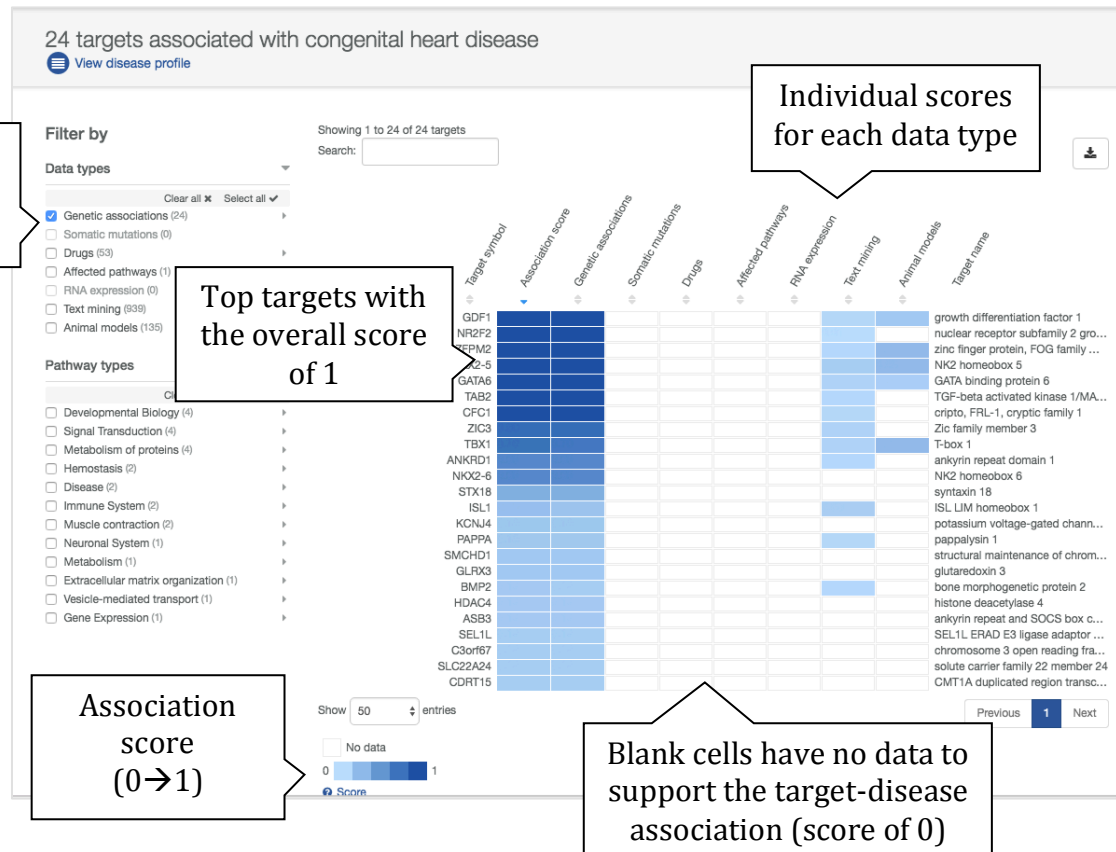 24 targets associated with congenital heart disease
View disease profile
Individual scores
for each data type
Filter by
Data types
Clear all ✖ Select all ✔
Genetic associations (24)
Somatic mutations (0)
Drugs (53)
Affected pathways (1)
RNA expression (0)
Text mining (939)
Animal models (135)
Pathway types
Developmental Biology (4)
Signal Transduction (4)
Metabolism of proteins (4)
Hemostasis (2)
Disease (2)
Immune System (2)
Muscle contraction (2)
Neuronal System (1)
Metabolism (1)
Extracellular matrix organization (1)
Vesicle-mediated transport (1)
Gene Expression (1)
Showing 1 to 24 of 24 targets
Search:
Top targets with
the overall score
of 1
Target symbol
Association score
Genetic associations
Somatic mutations
Drugs
Affected pathways
RNA expression
Text mining
Animal models
Target name
GDF1 growth differentiation factor 1
NR2F2 nuclear receptor subfamily 2 gro...
ZFPM2 zinc finger protein, FOG family ...
X2-5 NK2 homeobox 5
GATA6 GATA binding protein 6
TAB2 TGF-beta activated kinase 1/MA...
CFC1 cripto, FRL-1, cryptic family 1
ZIC3 Zic family member 3
TBX1 T-box 1
ANKRD1 ankyrin repeat domain 1
NKX2-6 NK2 homeobox 6
STX18 syntaxin 18
ISL1 ISL LIM homeobox 1
KCNJ4 potassium voltage-gated chann...
PAPPA pappalysin 1
SMCHD1 structural maintenance of chrom...
GLRX3 glutaredoxin 3
BMP2 bone morphogenetic protein 2
HDAC4 histone deacetylase 4
ASB3 ankyrin repeat and SOCS box c...
SEL1L SEL1L ERAD E3 ligase adaptor ...
C3orf67 chromosome 3 open reading fra...
SLC22A24 solute carrier family 22 member 24
CDRT15 CMT1A duplicated region transc...
Show 50 entries
Previous 1 Next
No data
0 1
Score
Association
score
(0→1)
Blank cells have no data to
support the target-disease
association (score of 0)